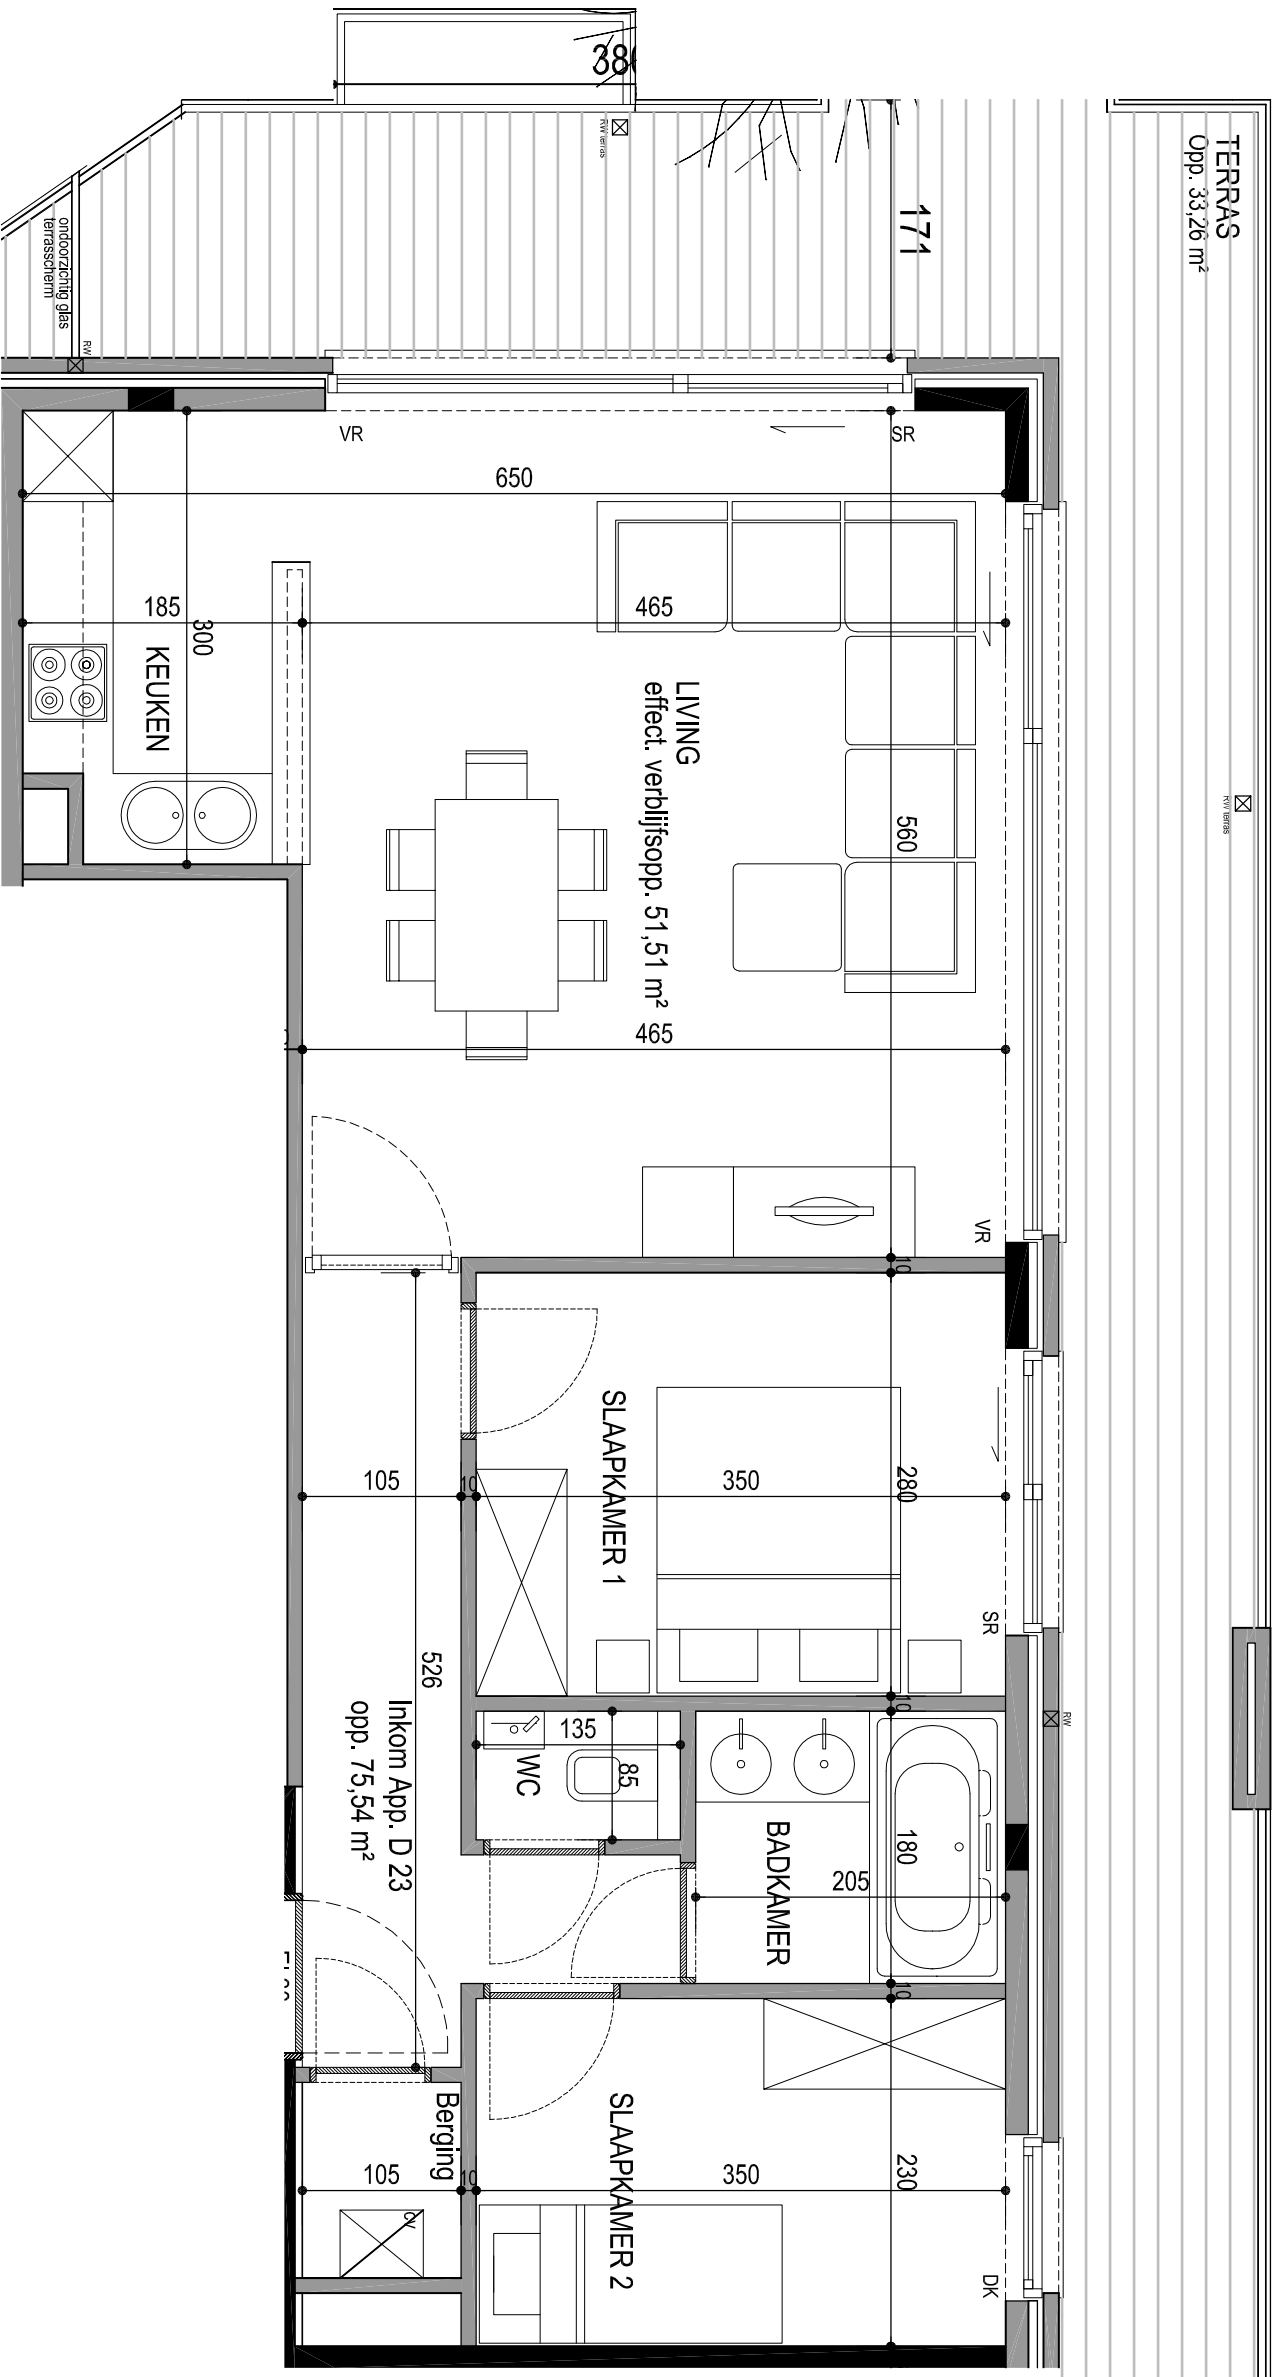 380
RW terras
171
TERRAS
Opp. 33,26 m²
ondoorzichtig glas
terrasscherm
RW
VR
SR
650
185
300
465
KEUKEN
LIVING
effect. verblijfsopp. 51,51 m²
560
RW terras
465
VR
10
SLAAPKAMER 1
105
10
350
280
SR
526
10
Inkom App. D 23
opp. 75,54 m²
135
WC
85
BADKAMER
180
205
RW
10
Berging
105
10
CV
SLAAPKAMER 2
350
230
DK